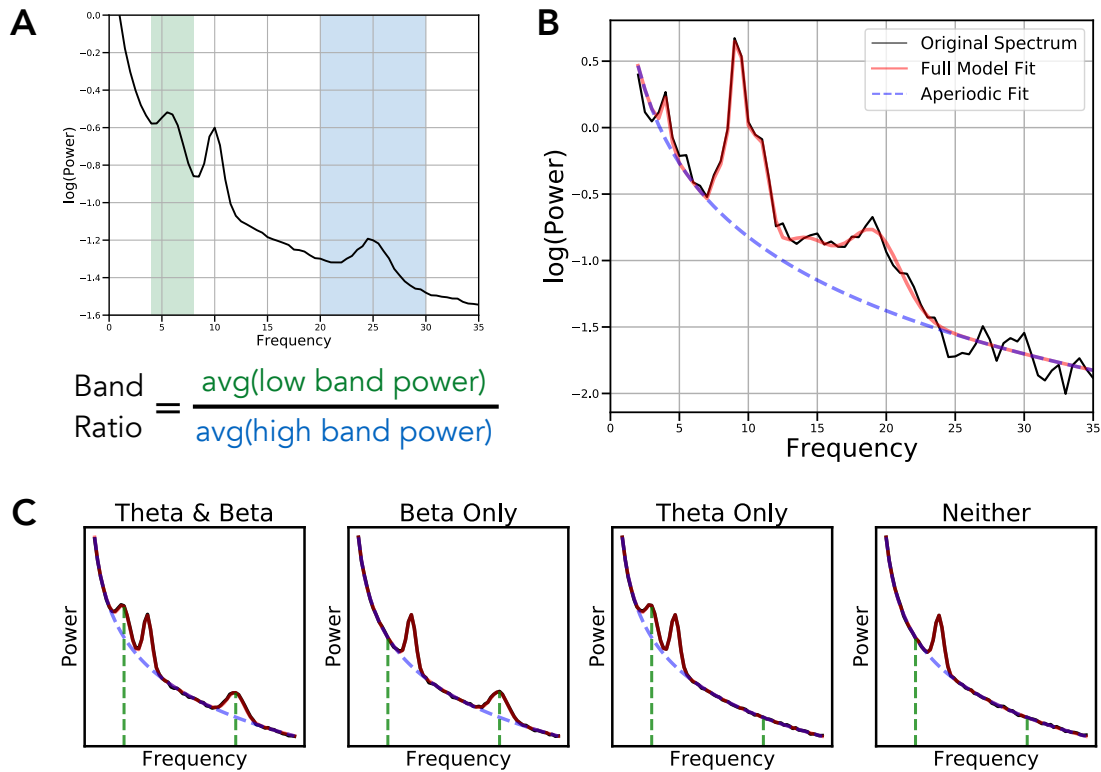 A
0.0
−0.2
−0.4
−0.6
−0.8
−1.0
−1.2
−1.4
−1.6
log(Power)
0 5 10 15 20 25 30 35
Frequency
Band
Ratio
=
avg(low band power)
avg(high band power)
B
Original Spectrum
Full Model Fit
Aperiodic Fit
0.5
0.0
−0.5
−1.0
−1.5
−2.0
log(Power)
0 5 10 15 20 25 30 35
Frequency
C
Theta & Beta
Power
Frequency
Beta Only
Power
Frequency
Theta Only
Power
Frequency
Neither
Power
Frequency